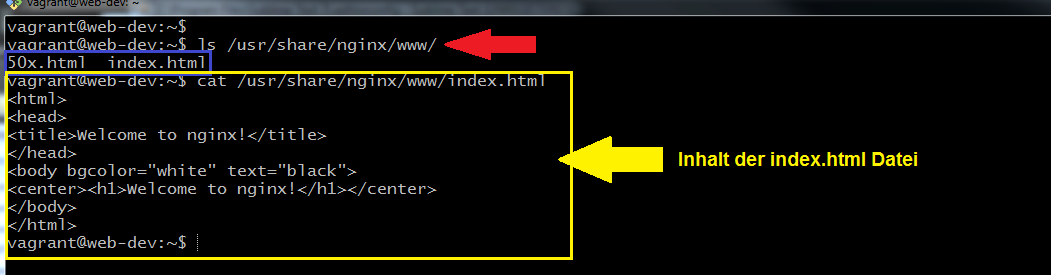 vagrant@web-dev: ~
vagrant@web-dev:~$
vagrant@web-dev:~$ ls /usr/share/nginx/www/
50x.html  index.html
vagrant@web-dev:~$ cat /usr/share/nginx/www/index.html
<html>
<head>
<title>Welcome to nginx!</title>
</head>
<body bgcolor="white" text="black">
<center><h1>Welcome to nginx!</h1></center>
</body>
</html>
vagrant@web-dev:~$
Inhalt der index.html Datei